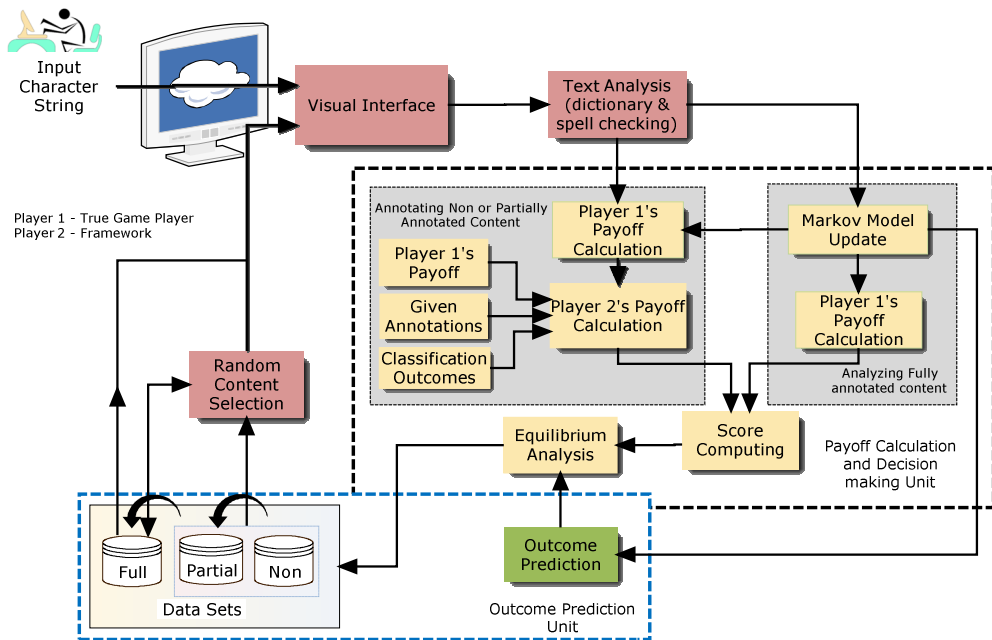 Input
Character
String
Visual Interface
Text Analysis
(dictionary &
spell checking)
Player 1 - True Game Player
Player 2 - Framework
Annotating Non or Partially
Annotated Content
Player 1's
Payoff
Calculation
Markov Model
Update
Player 1's
Payoff
Given
Annotations
Classification
Outcomes
Player 2's Payoff
Calculation
Player 1's
Payoff
Calculation
Analyzing Fully
annotated content
Random
Content
Selection
Equilibrium
Analysis
Score
Computing
Payoff Calculation
and Decision
making Unit
Outcome
Prediction
Full
Partial
Non
Data Sets
Outcome Prediction
Unit